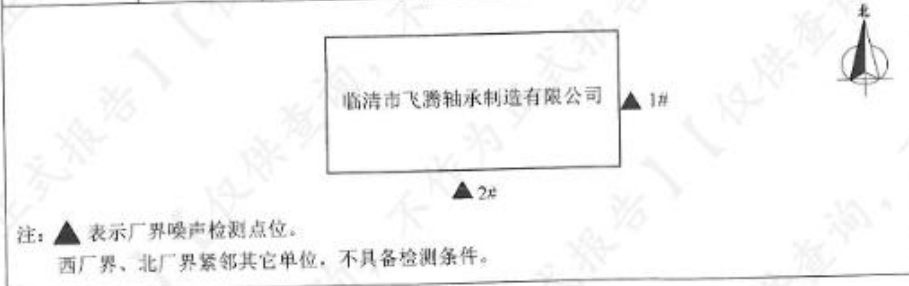 北
临清市飞腾轴承制造有限公司
▲ 1#
▲ 2#
注：▲ 表示厂界噪声检测点位。
西厂界、北厂界紧邻其它单位，不具备检测条件。